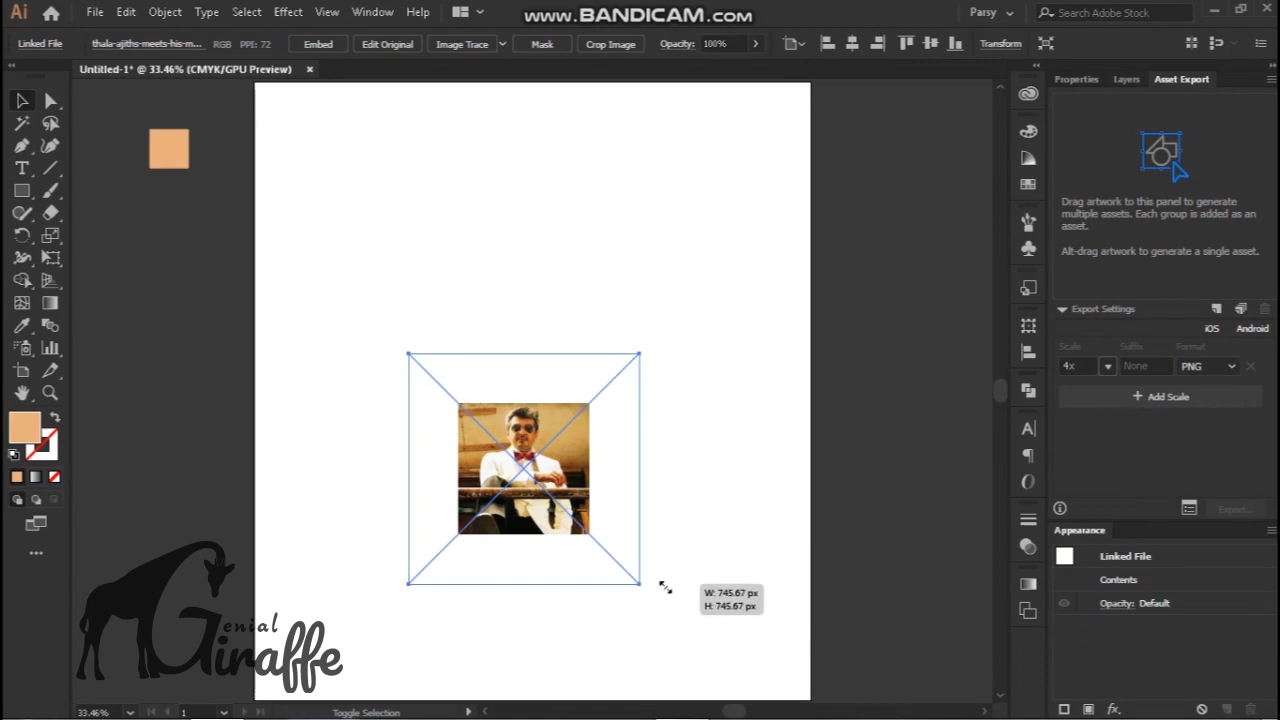 Ai
File Edit Object Type Select Effect View Window Help
www.BANDICAM.com
Parsy
Search Adobe Stock
Linked File
thala-ajiths-meets-his-m...
RGB PPI: 72
Embed
Edit Original
Image Trace
Mask
Crop Image
Opacity:
100%
Transform
Untitled-1* @ 33.46% (CMYK/GPU Preview)
Properties
Layers
Asset Export
Drag artwork to this panel to generate
multiple assets. Each group is added as an
asset.
Alt-drag artwork to generate a single asset.
Export Settings
iOS
Android
Scale
Suffix
Format
4x
None
PNG
+ Add Scale
Export...
Appearance
Linked File
Contents
Opacity: Default
W: 745.67 px
H: 745.67 px
Genial
Giraffe
33.46%
1
Toggle Selection